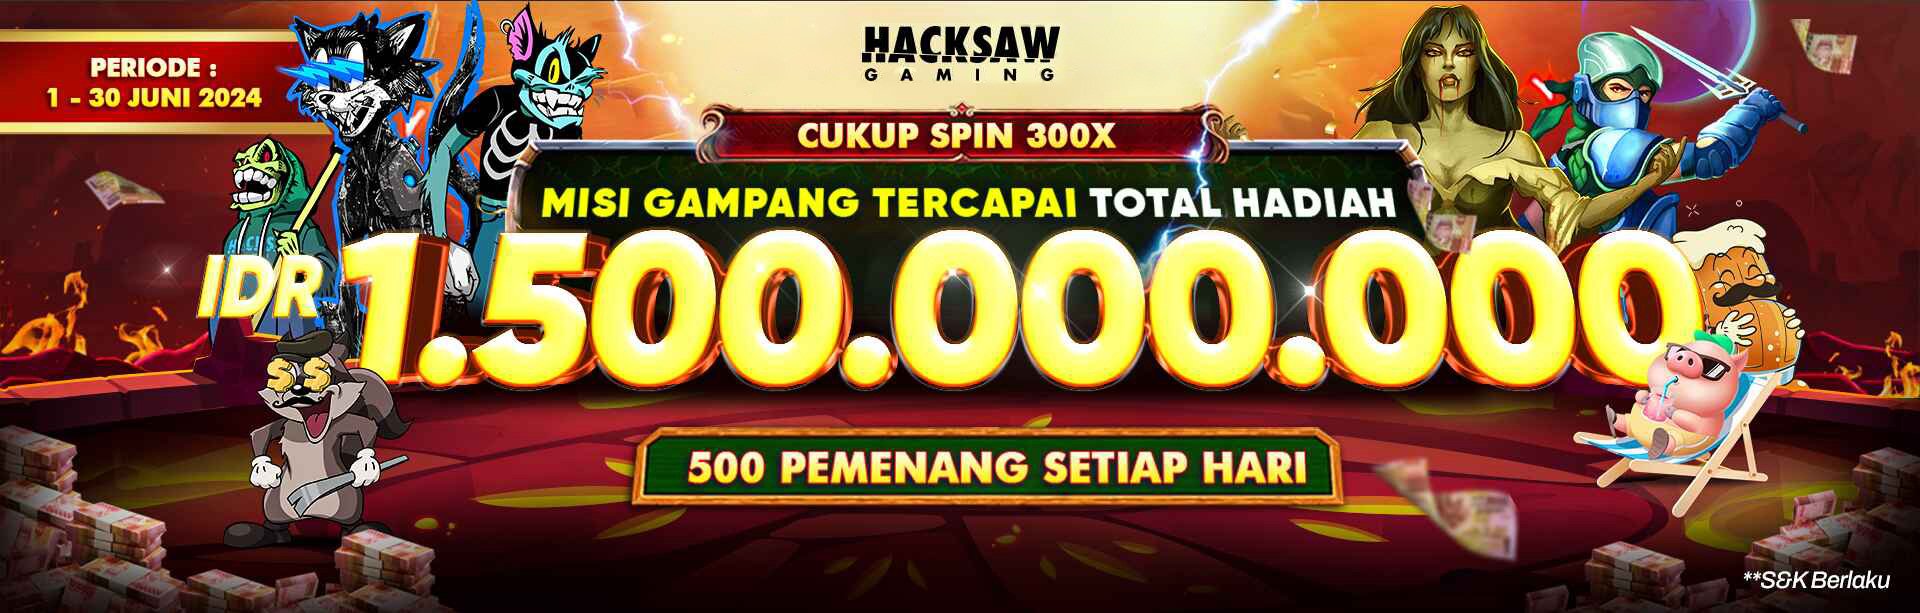 PERIODE :
1 - 30 JUNI 2024
HACKSAW
GAMING
CUKUP SPIN 300X
MISI GAMPANG TERCAPAI TOTAL HADIAH
IDR 1.500.000.000
500 PEMENANG SETIAP HARI
**S&K Berlaku